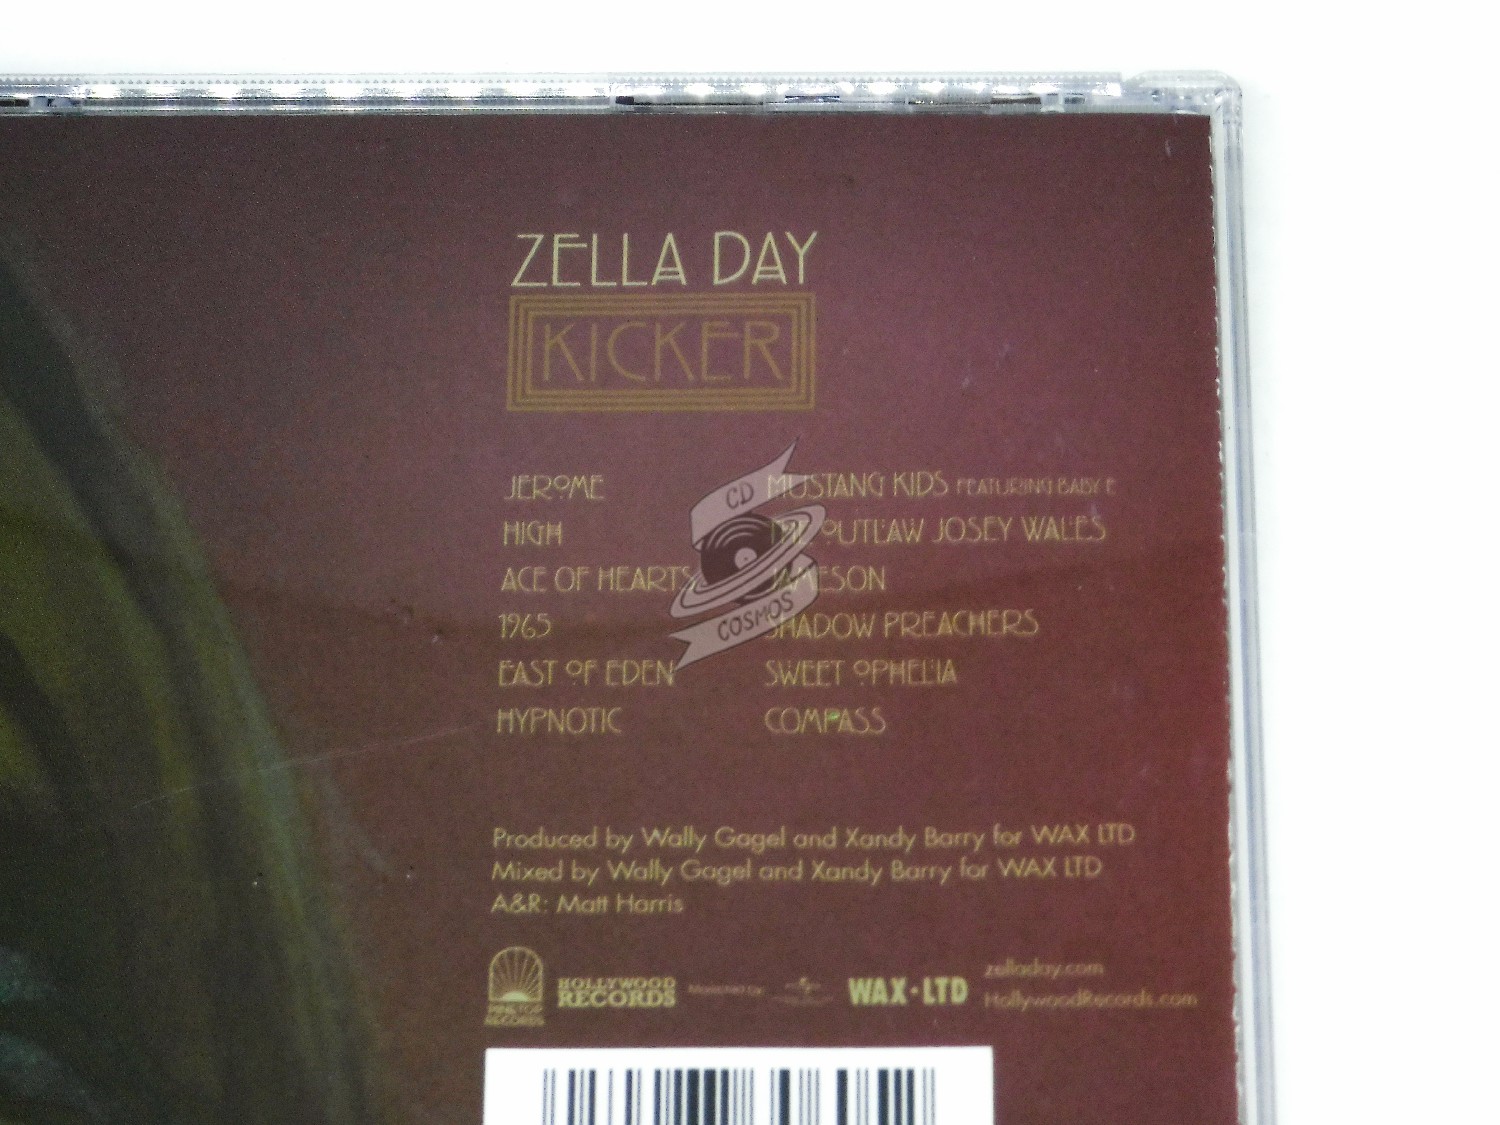 ZELLA DAY
KICKER
JEROME
HIGH
ACE OF HEARTS
1965
EAST OF EDEN
HYPNOTIC
MUSTANG KIDS FEATURING BABY E
THE OUTLAW JOSEY WALES
JAMESON
SHADOW PREACHERS
SWEET OPHELIA
COMPASS
CD
COSMOS
Produced by Wally Gagel and Xandy Barry for WAX LTD
Mixed by Wally Gagel and Xandy Barry for WAX LTD
A&R: Matt Harris
PINETOP
RECORDS
HOLLYWOOD
RECORDS
WAX·LTD
zelladay.com
HollywoodRecords.com